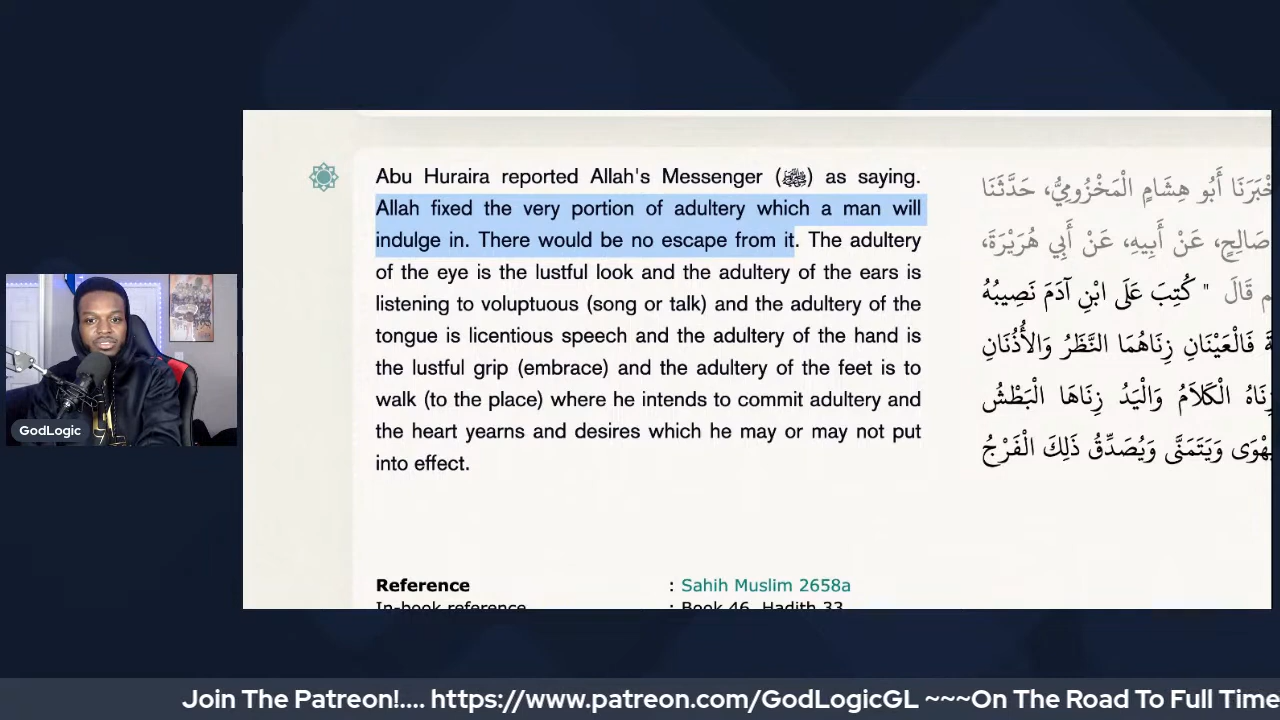 Abu Huraira reported Allah's Messenger (ﷺ) as saying.
Allah fixed the very portion of adultery which a man will
indulge in. There would be no escape from it. The adultery
of the eye is the lustful look and the adultery of the ears is
listening to voluptuous (song or talk) and the adultery of the
tongue is licentious speech and the adultery of the hand is
the lustful grip (embrace) and the adultery of the feet is to
walk (to the place) where he intends to commit adultery and
the heart yearns and desires which he may or may not put
into effect.
أَبُو هِشَامٍ الْمَخْزُومِيُّ، حَدَّثَنَا
صَالِحٍ، عَنْ أَبِيهِ، عَنْ أَبِي هُرَيْرَةَ،
قَالَ " كُتِبَ عَلَى ابْنِ آدَمَ نَصِيبُهُ
فَالْعَيْنَانِ زِنَاهُمَا النَّظَرُ وَالأُذُنَانِ
الْكَلاَمُ وَالْيَدُ زِنَاهَا الْبَطْشُ
وَيَتَمَنَّى وَيُصَدِّقُ ذَلِكَ الْفَرْجُ
Reference : Sahih Muslim 2658a
In-book reference : Book 46, Hadith 33
GodLogic
Join The Patreon!.... https://www.patreon.com/GodLogicGL ~~~On The Road To Full Time